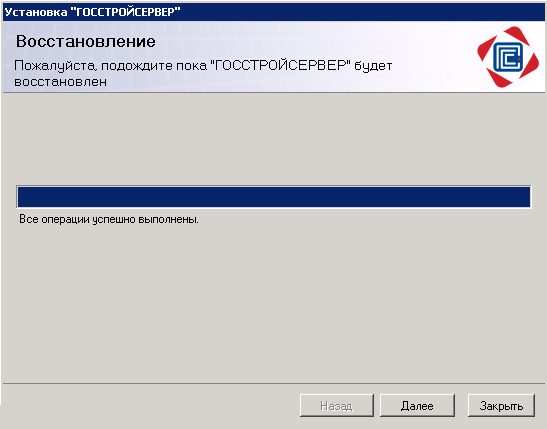 Установка "ГОССТРОЙСЕРВЕР"
Восстановление
Пожалуйста, подождите пока "ГОССТРОЙСЕРВЕР" будет
восстановлен
Все операции успешно выполнены.
Назад Далее Закрыть